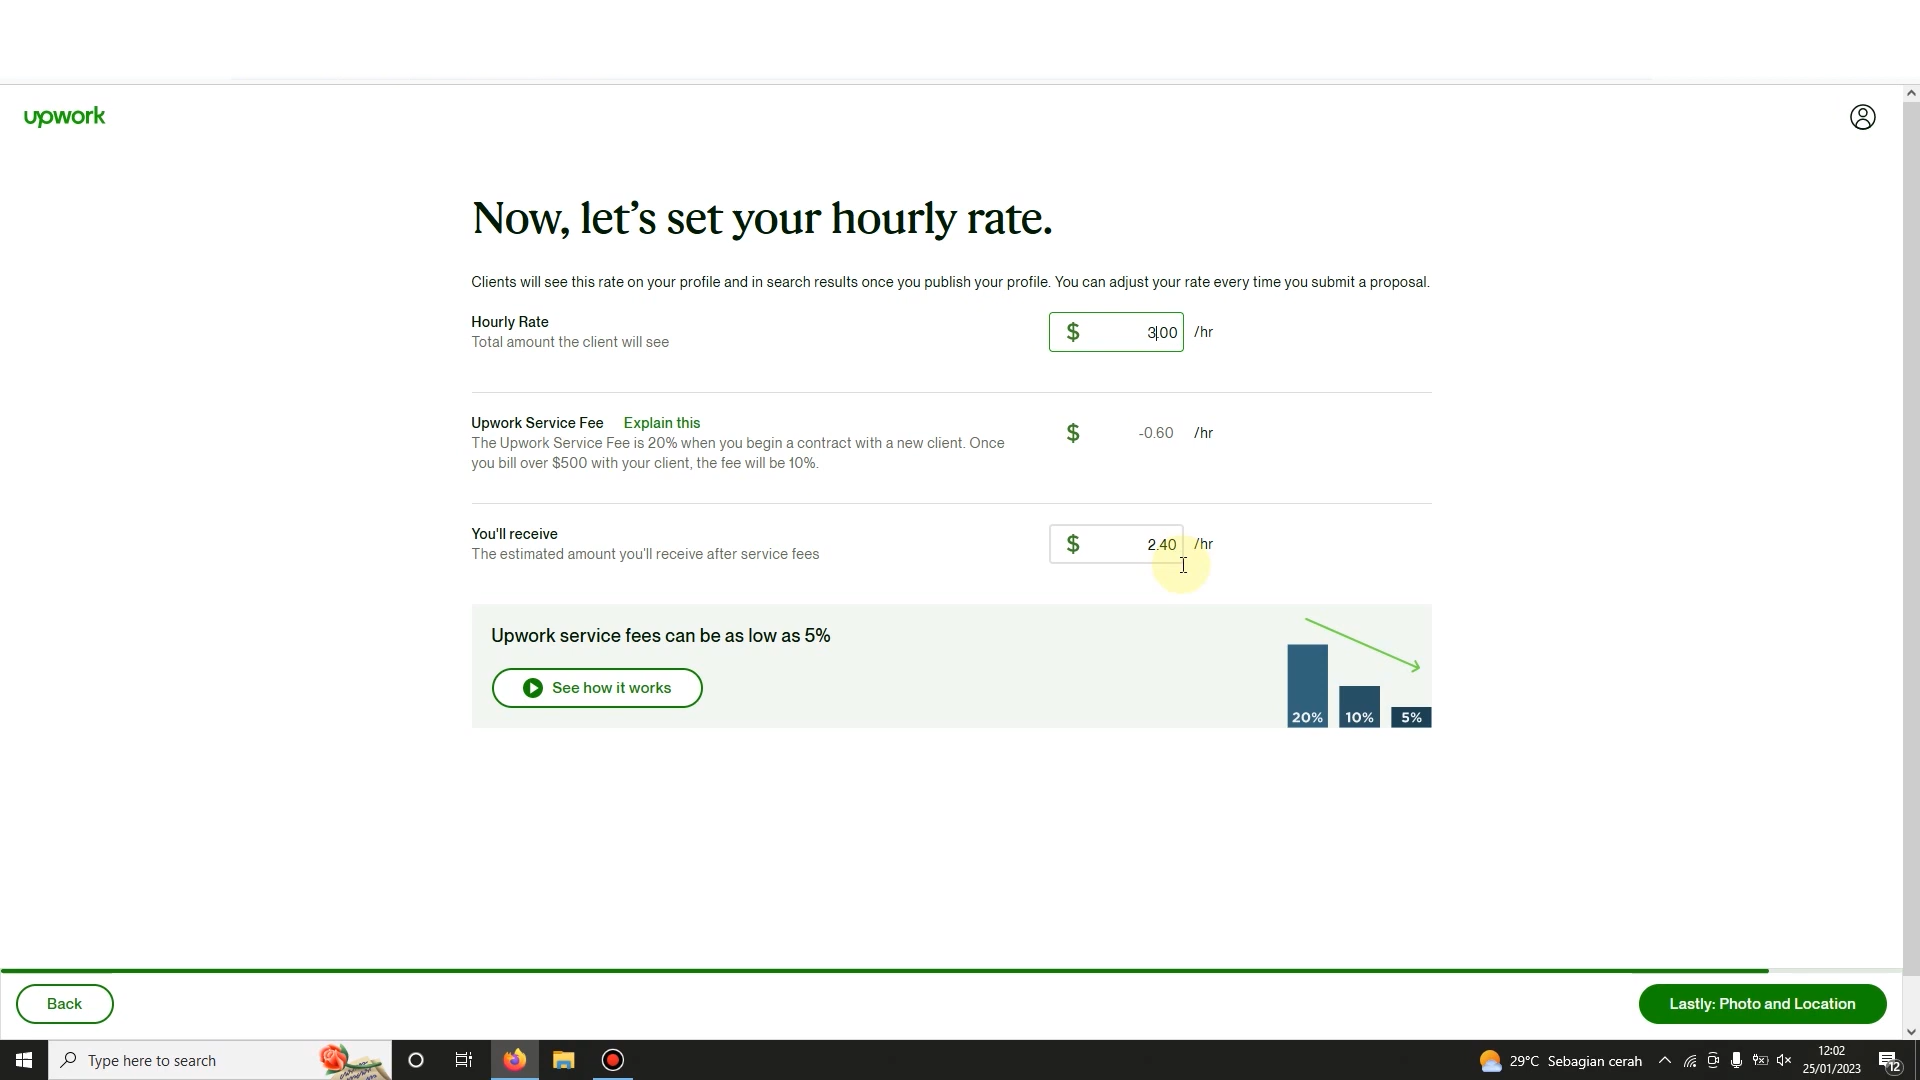 upwork
Now, let’s set your hourly rate.
Clients will see this rate on your profile and in search results once you publish your profile. You can adjust your rate every time you submit a proposal.
Hourly Rate
Total amount the client will see
$ 3.00 /hr
Upwork Service Fee Explain this
The Upwork Service Fee is 20% when you begin a contract with a new client. Once
you bill over $500 with your client, the fee will be 10%.
$ -0.60 /hr
You'll receive
The estimated amount you'll receive after service fees
$ 2.40 /hr
Upwork service fees can be as low as 5%
See how it works
20% 10% 5%
Back
Lastly: Photo and Location
Type here to search
29°C Sebagian cerah
12:02
25/01/2023
12